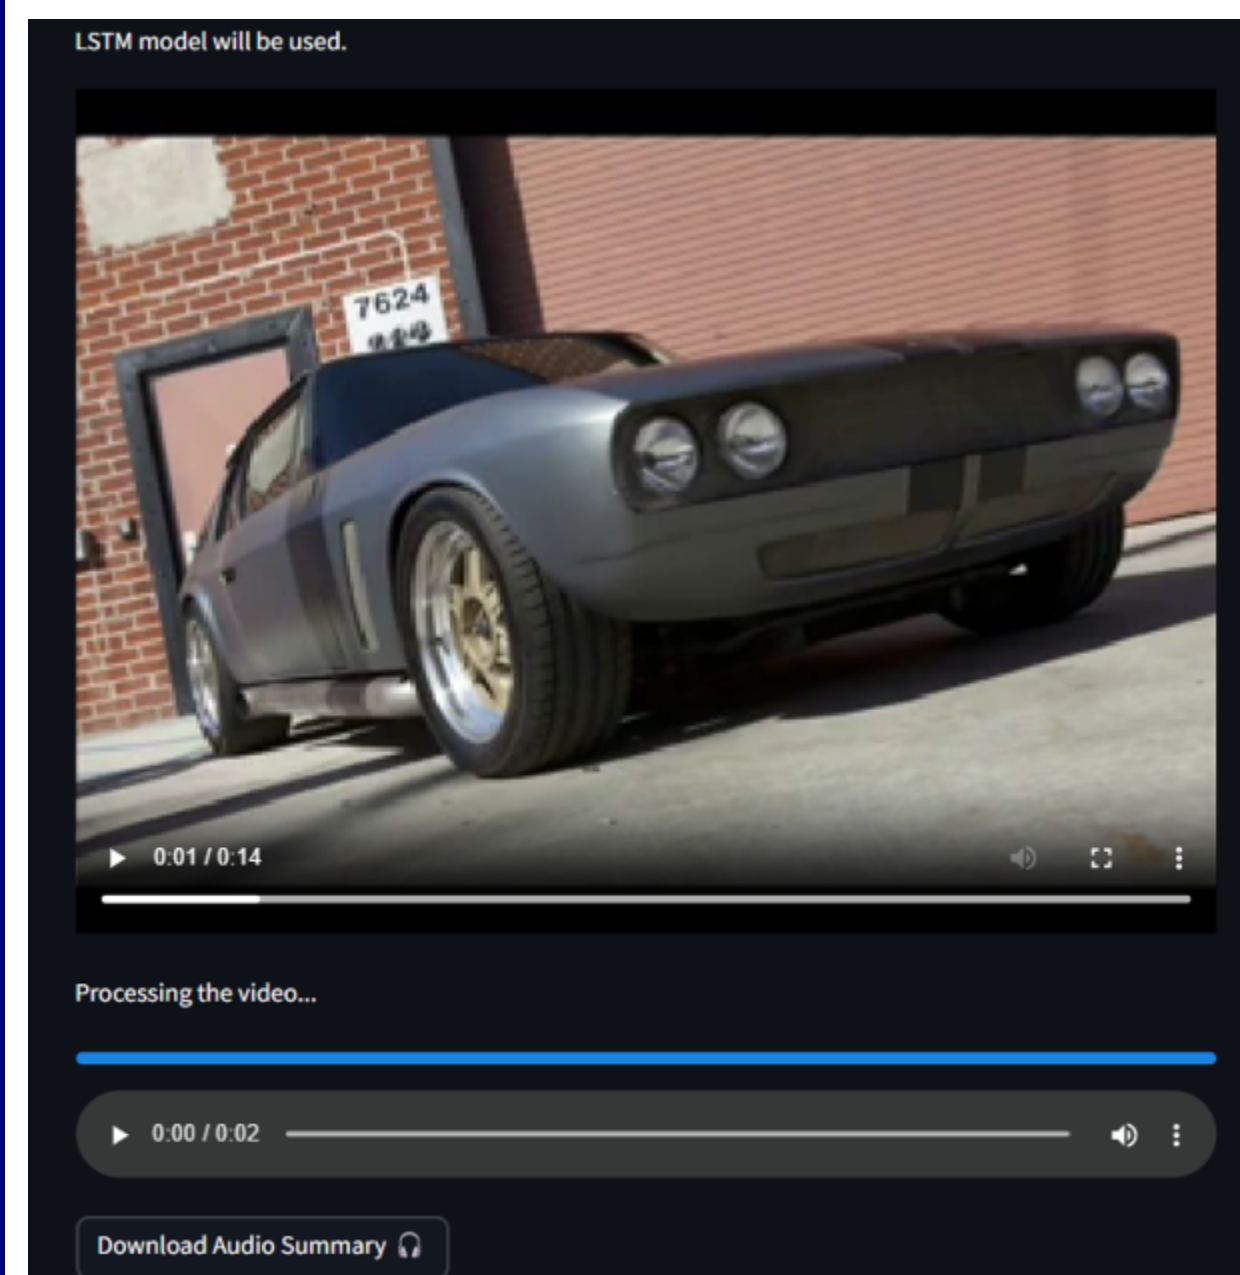 LSTM model will be used.
7624
0:01 / 0:14
Processing the video...
0:00 / 0:02
Download Audio Summary 🎧